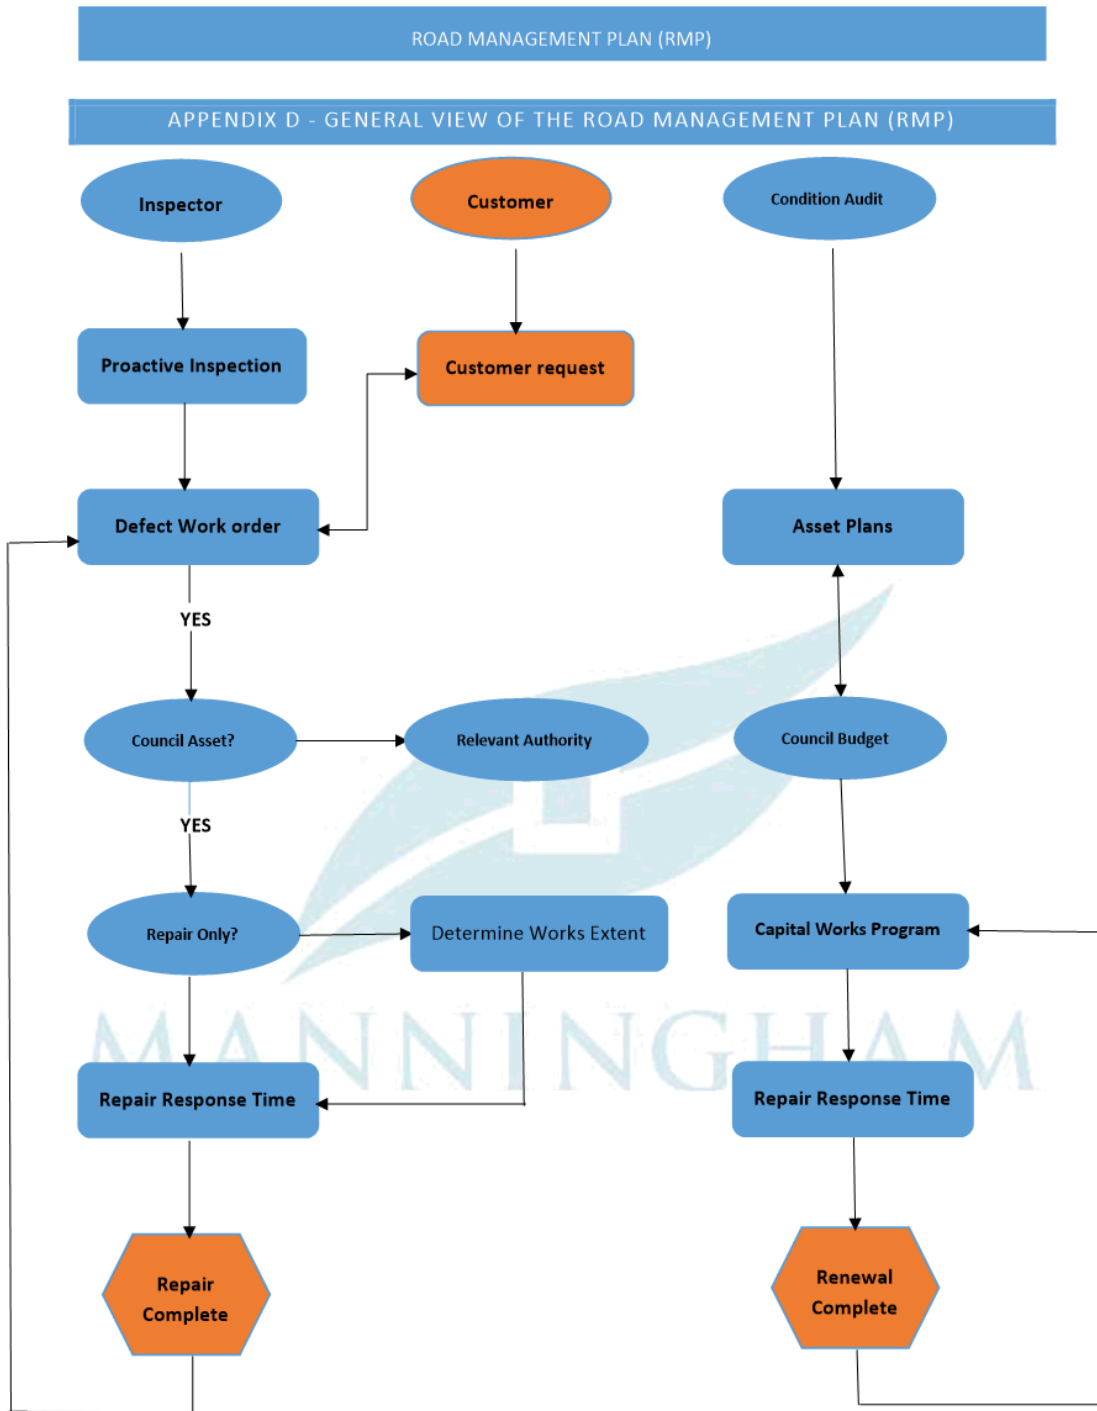 ROAD MANAGEMENT PLAN (RMP)
APPENDIX D - GENERAL VIEW OF THE ROAD MANAGEMENT PLAN (RMP)
Inspector
Customer
Condition Audit
Proactive Inspection
Customer request
Defect Work order
Asset Plans
YES
Council Asset?
Relevant Authority
Council Budget
YES
Repair Only?
Determine Works Extent
Capital Works Program
MANNINGHAM
Repair Response Time
Repair Response Time
Repair
Complete
Renewal
Complete